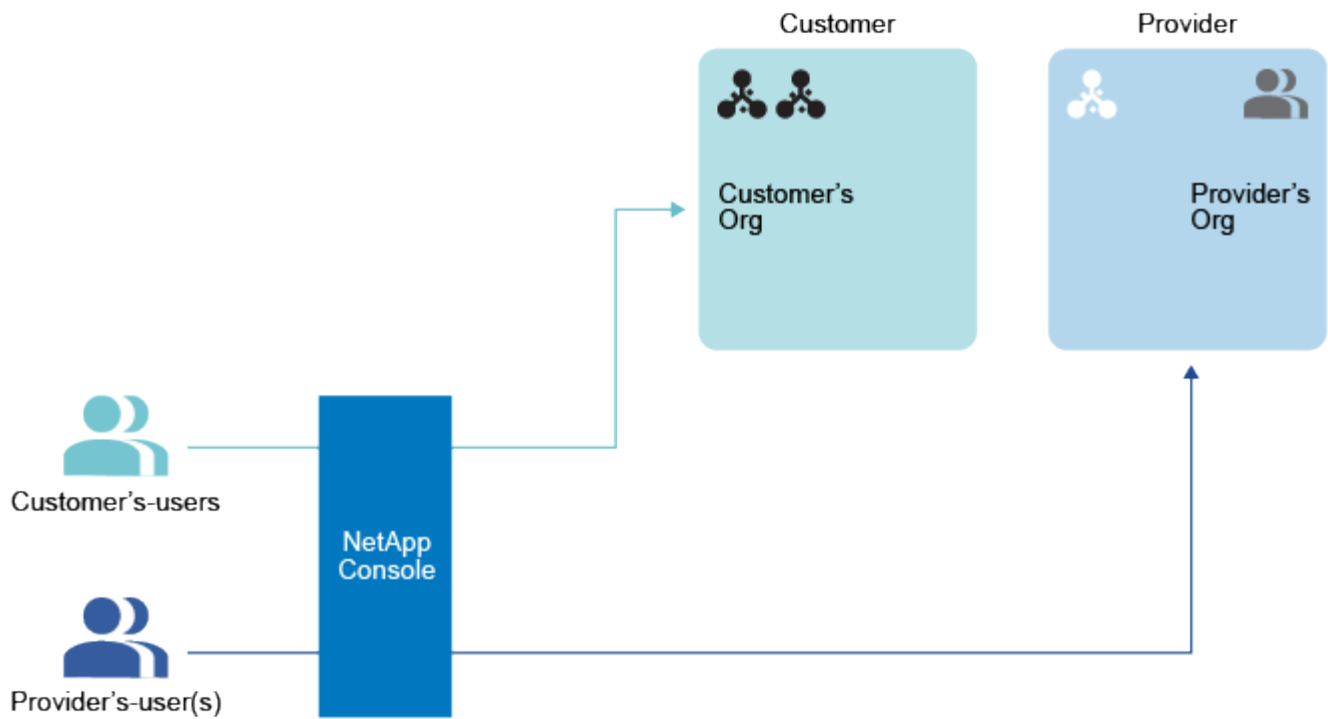 Customer
Provider
Customer's
Org
Provider's
Org
Customer's-users
NetApp
Console
Provider's-user(s)